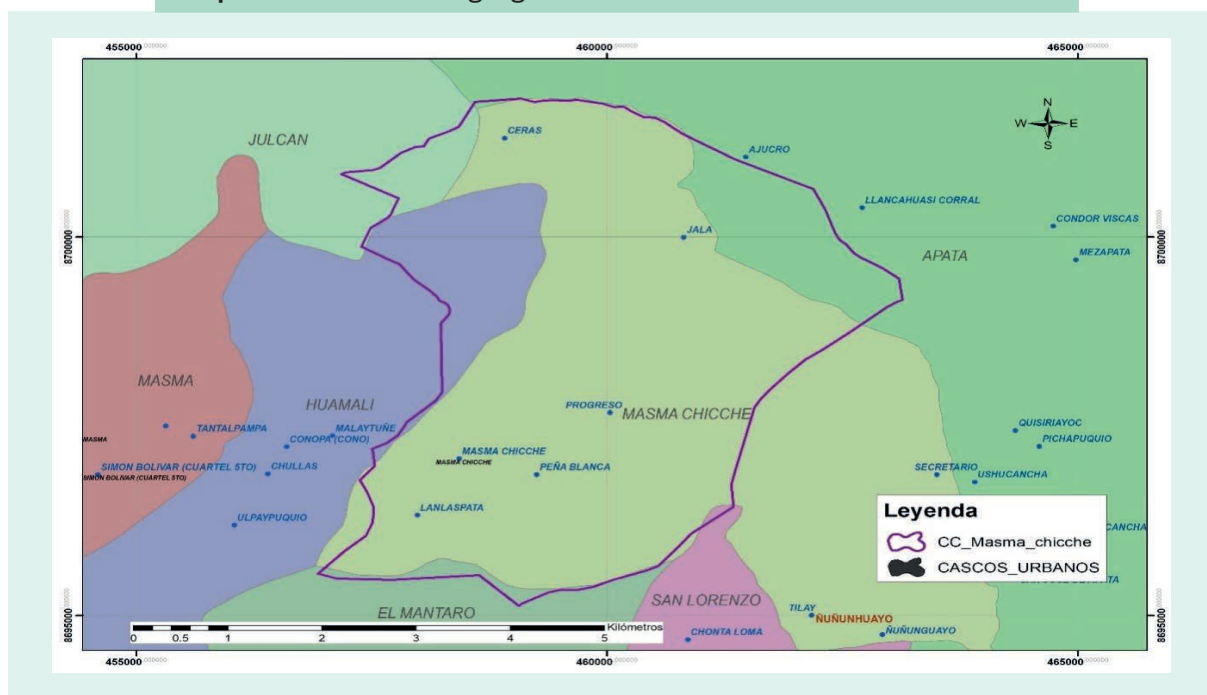 455000
460000
465000
N
W E
S
CERAS
JULCAN
AJUCRO
LLANCAHUASI CORRAL
CONDOR VISCAS
8700000
JALA
8700000
APATA
MEZAPATA
MASMA
HUAMALI
PROGRESO
MASMA CHICCHE
TANTALPAMPA
MALAYTUÑE
QUISIRIAYOC
MASMA
CONOPA (CONO)
PICHAPUQUIO
MASMA CHICCHE
MASMA CHICCHE
SIMON BOLIVAR (CUARTEL 5TO)
CHULLAS
PEÑA BLANCA
SECRETARIO
SIMON BOLIVAR (CUARTEL 5TO)
USHUCANCHA
LANLASPATA
ULPAYPUQUIO
Leyenda
CC_Masma_chicche
CASCOS_URBANOS
CANCHA
EL MANTARO
SAN LORENZO
TILAY
8695000
ÑUÑUNHUAYO
8695000
Kilómetros
CHONTA LOMA
ÑUÑUNGUAYO
0 0.5 1 2 3 4 5
455000
460000
465000